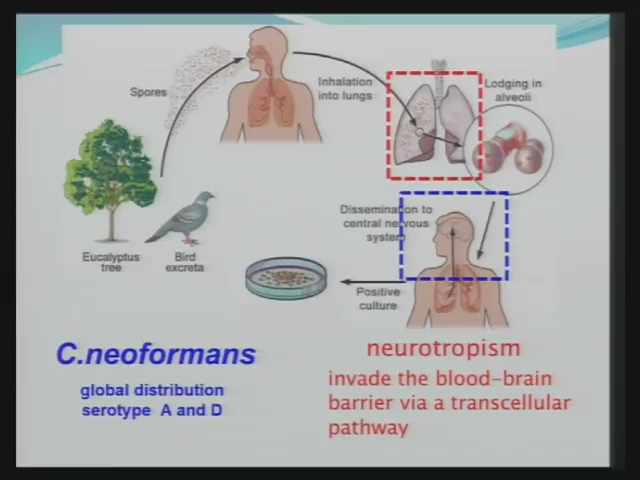 Spores
Inhalation
into lungs
Lodging in
alveoli
Eucalyptus
tree
Bird
excreta
Dissemination to
central nervous
system
Positive
culture
C.neoformans
global distribution
serotype A and D
neurotropism
invade the blood-brain
barrier via a transcellular
pathway